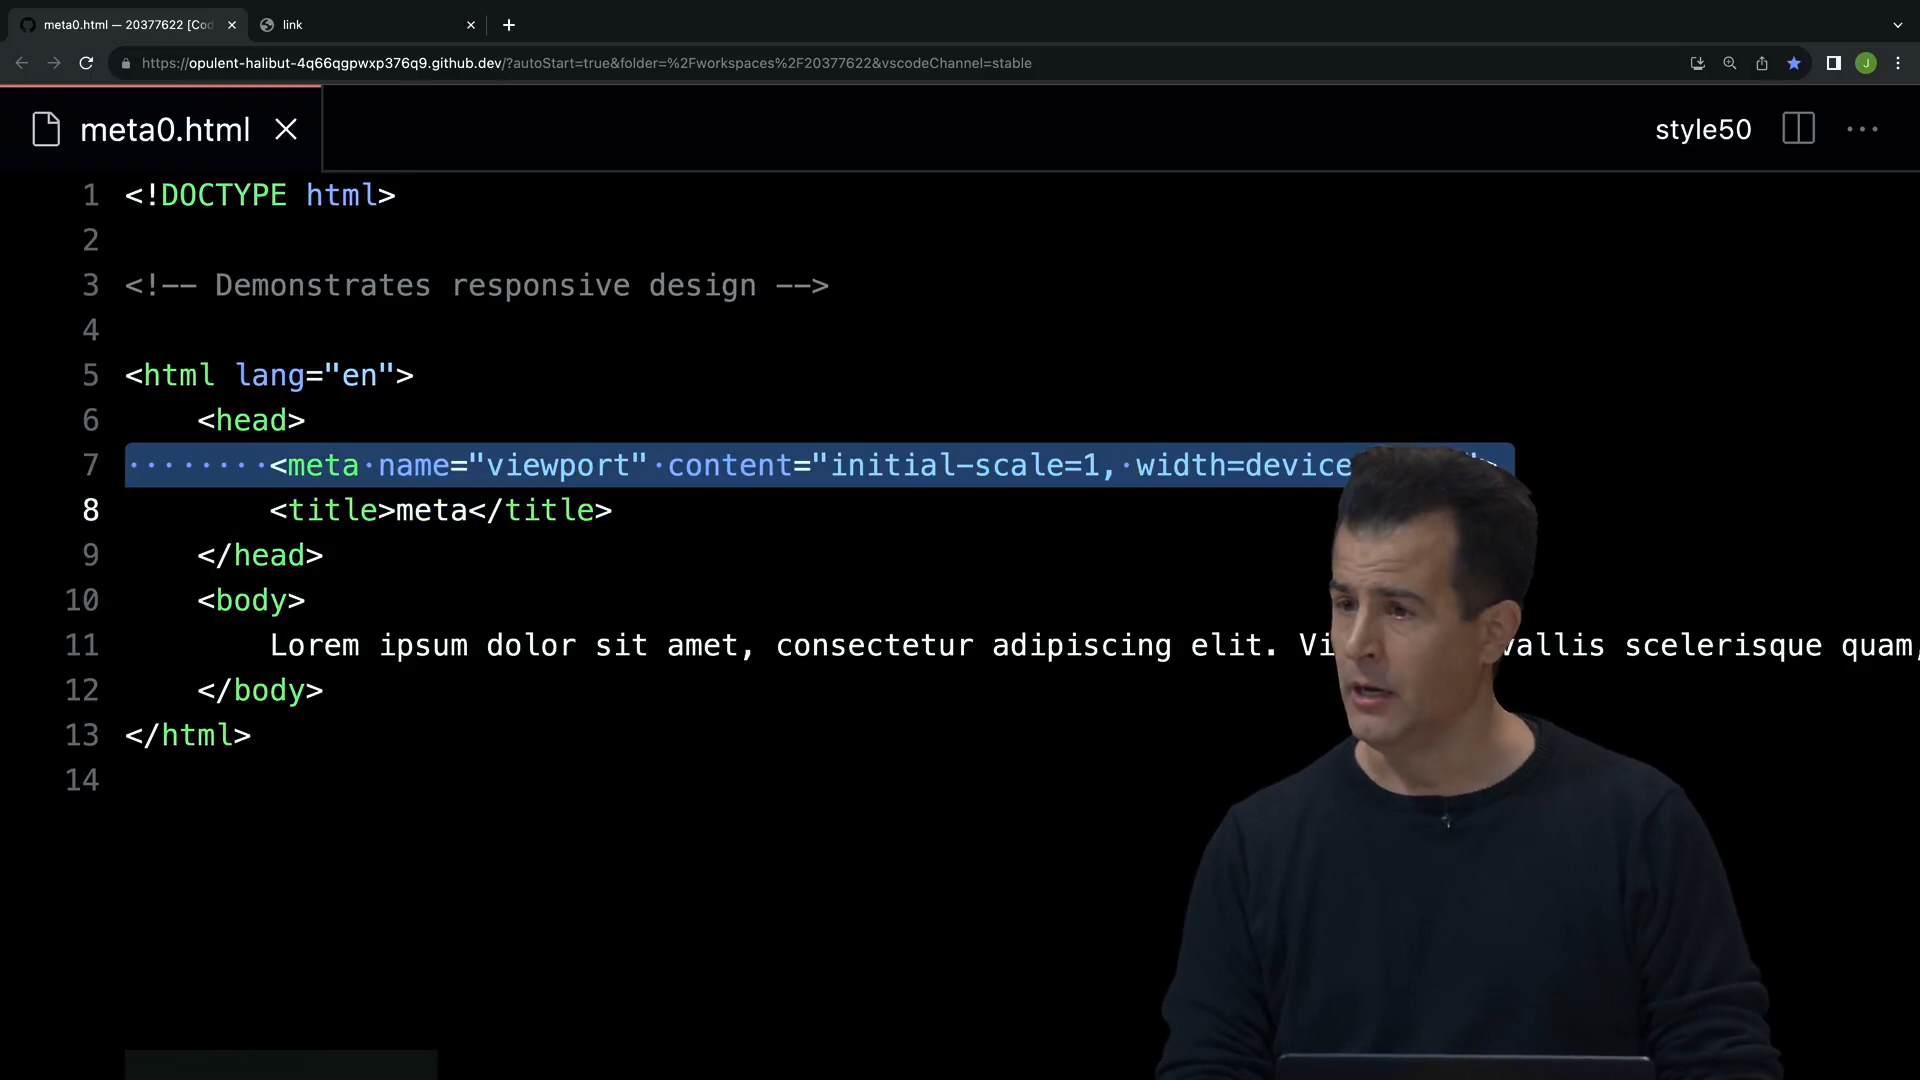 meta0.html — 20377622 [Coc
link
https://opulent-halibut-4q66qgpwxp376q9.github.dev/?autoStart=true&folder=%2Fworkspaces%2F20377622&vscodeChannel=stable
J
meta0.html
style50
1 <!DOCTYPE html>
2
3 <!-- Demonstrates responsive design -->
4
5 <html lang="en">
6 <head>
7 <meta name="viewport" content="initial-scale=1, width=device
8 <title>meta</title>
9 </head>
10 <body>
11 Lorem ipsum dolor sit amet, consectetur adipiscing elit. scelerisque quam,
12 </body>
13 </html>
14